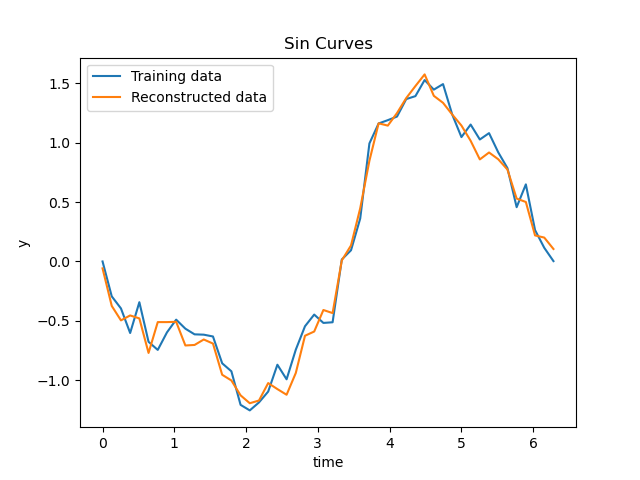 Sin Curves
Training data
Reconstructed data
1.5
1.0
0.5
0.0
−0.5
−1.0
y
0 1 2 3 4 5 6
time